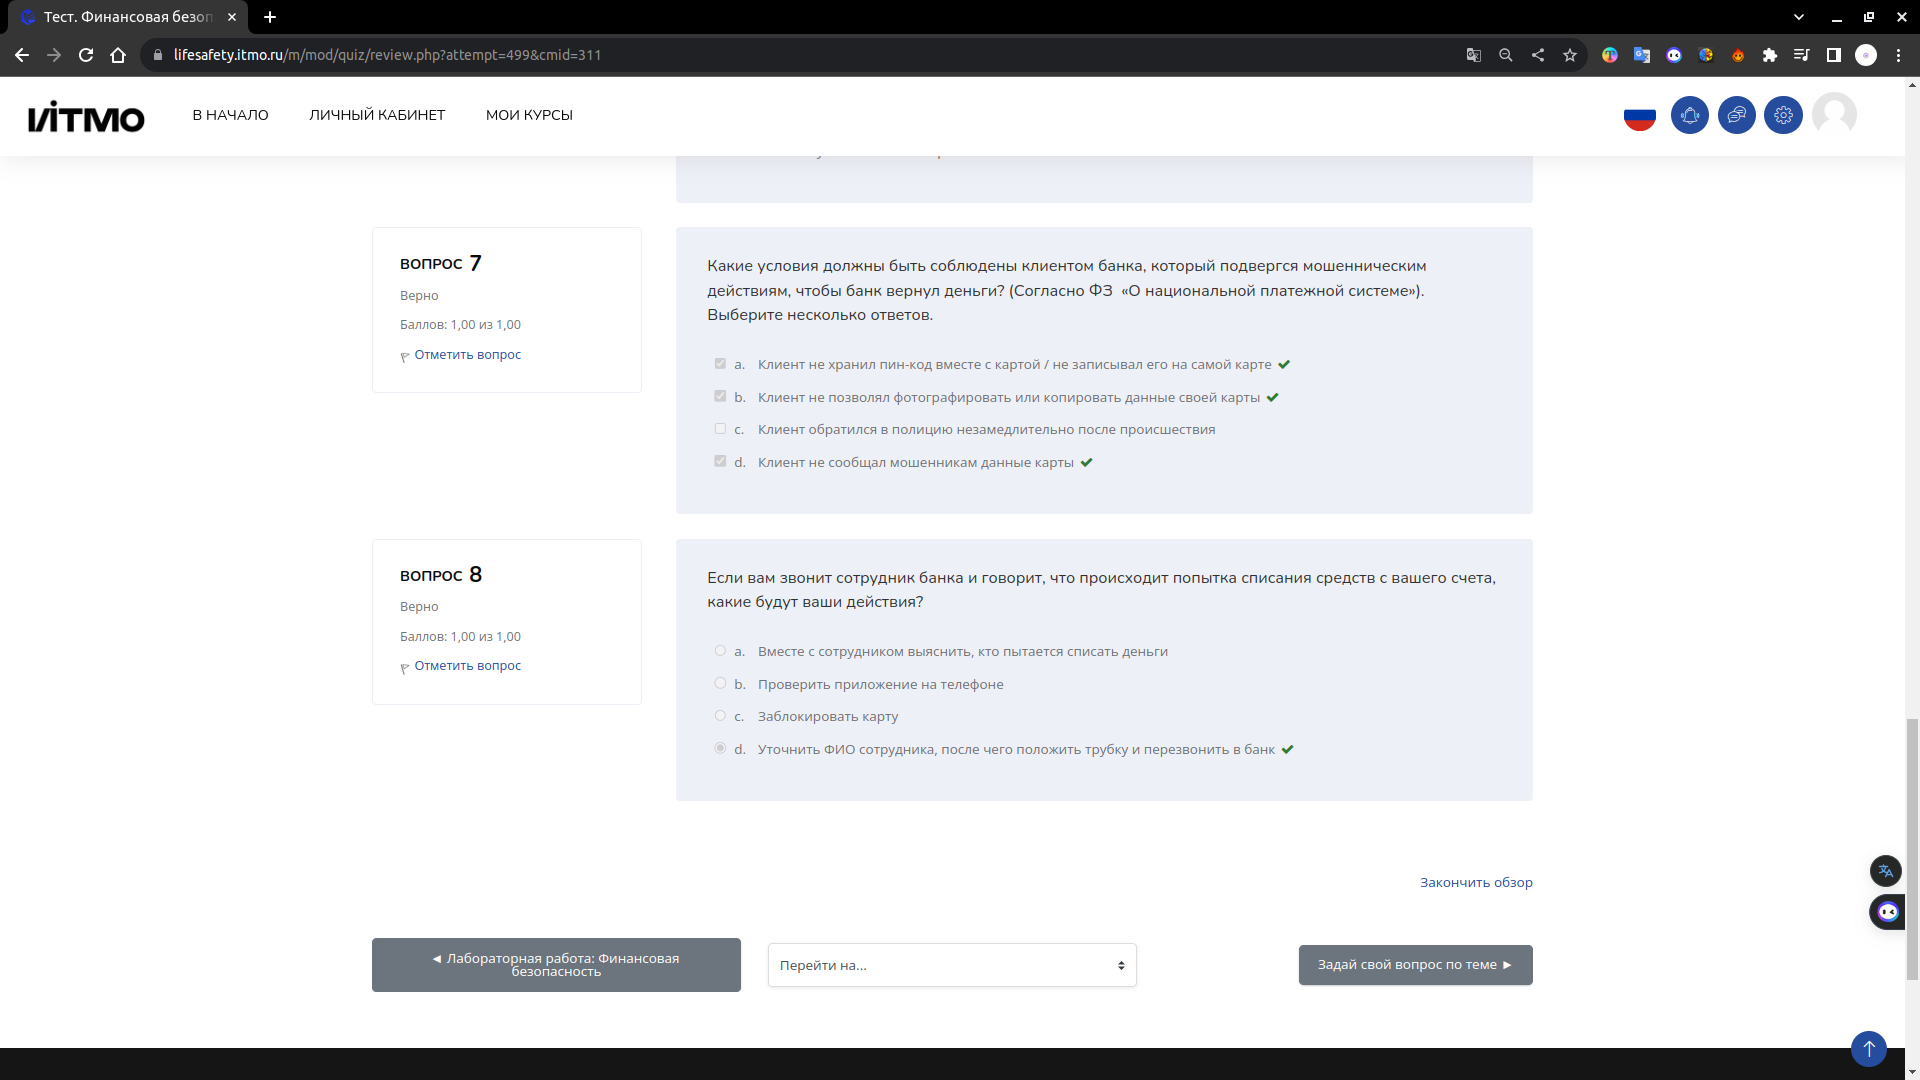 Тест. Финансовая безоп
lifesafety.itmo.ru/m/mod/quiz/review.php?attempt=499&cmid=311
ИТМО
В НАЧАЛО
ЛИЧНЫЙ КАБИНЕТ
МОИ КУРСЫ
ВОПРОС 7
Верно
Баллов: 1,00 из 1,00
Отметить вопрос
Какие условия должны быть соблюдены клиентом банка, который подвергся мошенническим
действиям, чтобы банк вернул деньги? (Согласно ФЗ «О национальной платежной системе»).
Выберите несколько ответов.
a. Клиент не хранил пин-код вместе с картой / не записывал его на самой карте
b. Клиент не позволял фотографировать или копировать данные своей карты
c. Клиент обратился в полицию незамедлительно после происшествия
d. Клиент не сообщал мошенникам данные карты
ВОПРОС 8
Верно
Баллов: 1,00 из 1,00
Отметить вопрос
Если вам звонит сотрудник банка и говорит, что происходит попытка списания средств с вашего счета,
какие будут ваши действия?
a. Вместе с сотрудником выяснить, кто пытается списать деньги
b. Проверить приложение на телефоне
c. Заблокировать карту
d. Уточнить ФИО сотрудника, после чего положить трубку и перезвонить в банк
Закончить обзор
◄ Лабораторная работа: Финансовая
безопасность
Перейти на...
Задай свой вопрос по теме ►